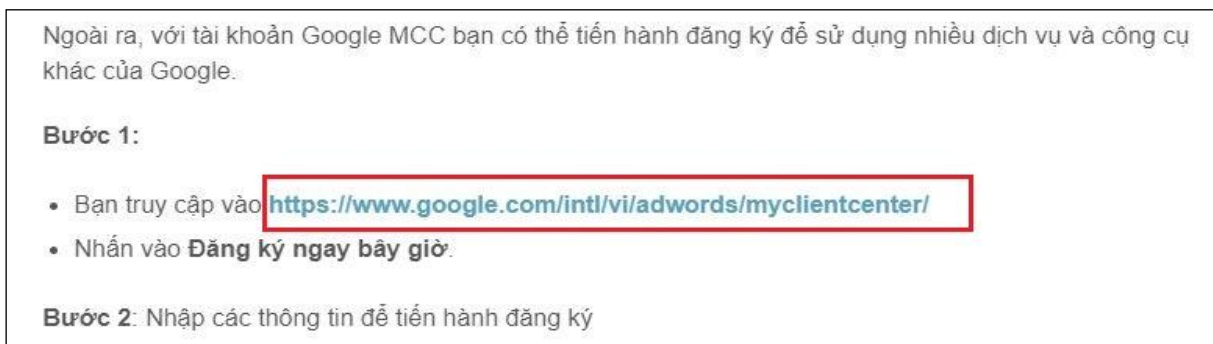 Ngoài ra, với tài khoản Google MCC bạn có thể tiến hành đăng ký để sử dụng nhiều dịch vụ và công cụ
khác của Google.
Bước 1:
• Bạn truy cập vào https://www.google.com/intl/vi/adwords/myclientcenter/
• Nhấn vào Đăng ký ngay bây giờ.
Bước 2: Nhập các thông tin để tiến hành đăng ký